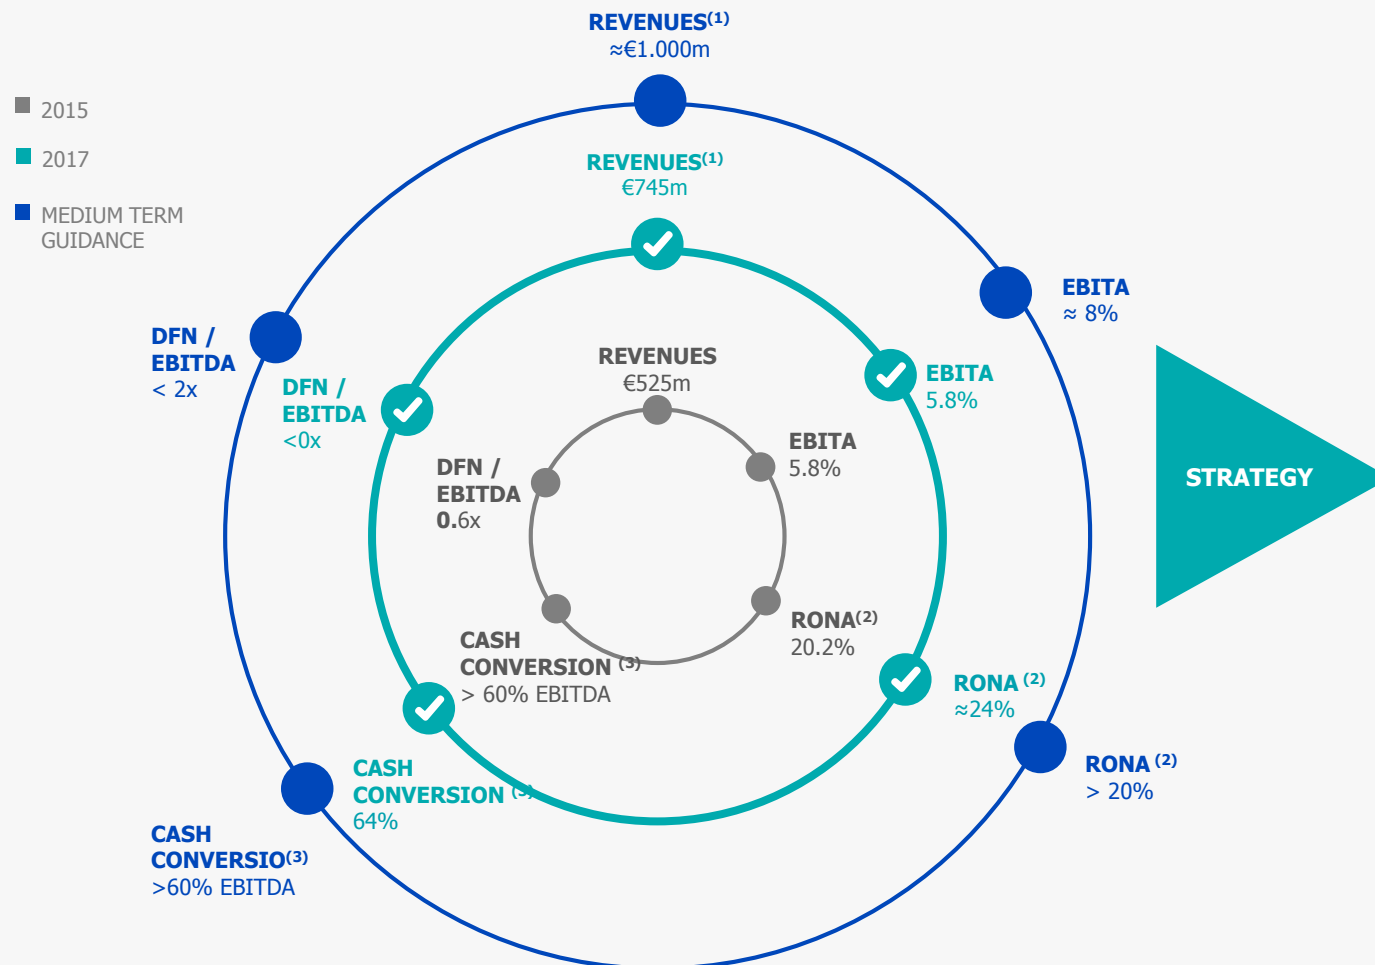 REVENUES(1)
≈€1.000m
2015
2017
MEDIUM TERM
GUIDANCE
REVENUES(1)
€745m
EBITA
≈ 8%
DFN /
EBITDA
< 2x
REVENUES
€525m
EBITA
5.8%
DFN /
EBITDA
<0x
EBITA
5.8%
DFN /
EBITDA
0.6x
STRATEGY
RONA(2)
20.2%
CASH
CONVERSION (3)
> 60% EBITDA
RONA (2)
≈24%
CASH
CONVERSION (3)
64%
RONA (2)
> 20%
CASH
CONVERSIO(3)
>60% EBITDA